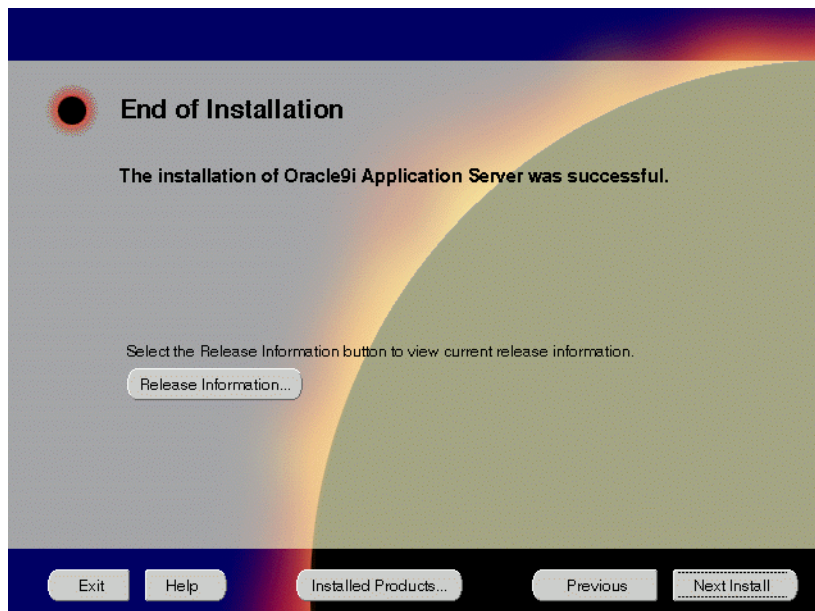 End of Installation
The installation of Oracle9i Application Server was successful.
Select the Release Information button to view current release information.
Release Information...
Exit
Help
Installed Products...
Previous
Next Install